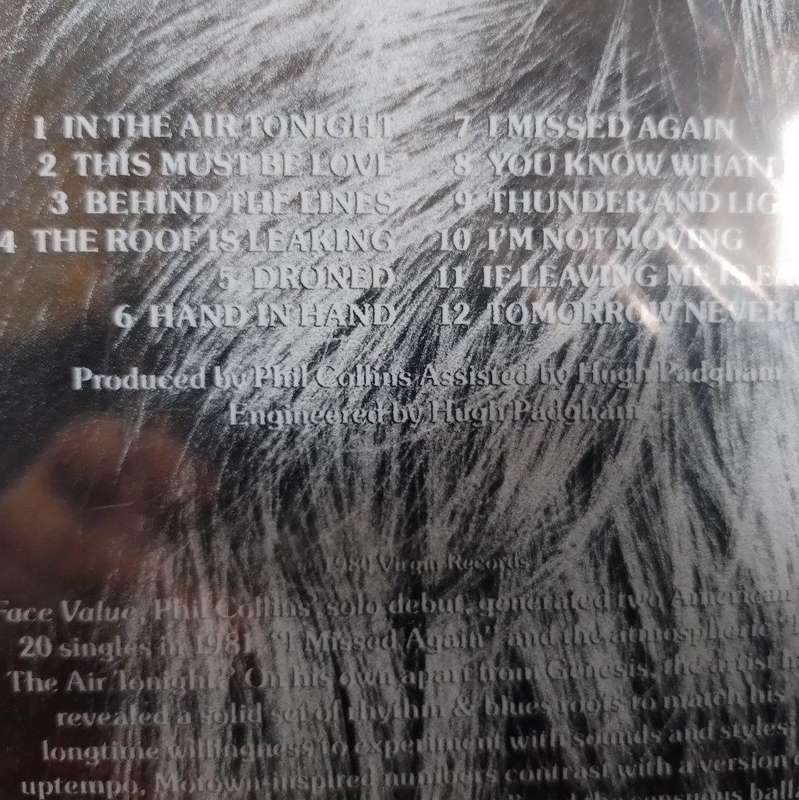 1 IN THE AIR TONIGHT
2 THIS MUST BE LOVE
3 BEHIND THE LINES
4 THE ROOF IS LEAKING
5 DRONED
6 HAND IN HAND
7 I MISSED AGAIN
8 YOU KNOW WHAT I
9 THUNDER AND LIG
10 I'M NOT MOVING
11 IF LEAVING ME IS EA
12 TOMORROW NEVER
Produced by Phil Collins Assisted by Hugh Padgham
Engineered by Hugh Padgham
Virgin Records
Face Value, Phil Collins' solo debut, generated two American
20 singles in 1981, "I Missed Again" and the atmospheric "I
The Air Tonight." On his own apart from Genesis, the artist h
revealed a solid set of rhythm & blues roots to match his
longtime willingness to experiment with sounds and styles:
uptempo, Motown-inspired numbers contrast with a version o
sensuous balla